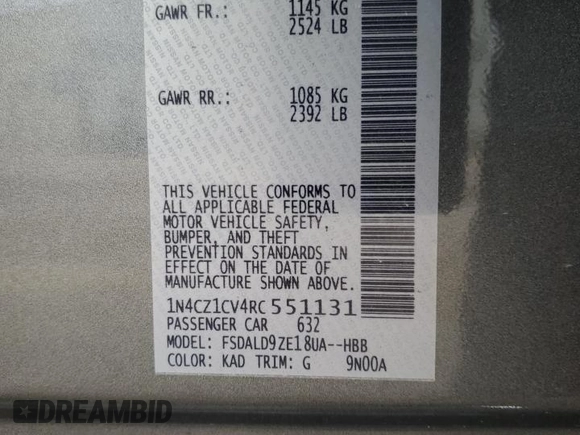 GAWR FR.: 1145 KG
2524 LB
GAWR RR.: 1085 KG
2392 LB
THIS VEHICLE CONFORMS TO
ALL APPLICABLE FEDERAL
MOTOR VEHICLE SAFETY,
BUMPER, AND THEFT
PREVENTION STANDARDS IN
EFFECT ON THE DATE OF
MANUFACTURE SHOWN ABOVE.
1N4CZ1CV4RC551131
PASSENGER CAR 632
MODEL: FSDALD9ZE18UA--HBB
COLOR: KAD TRIM: G 9N00A
DREAMBID